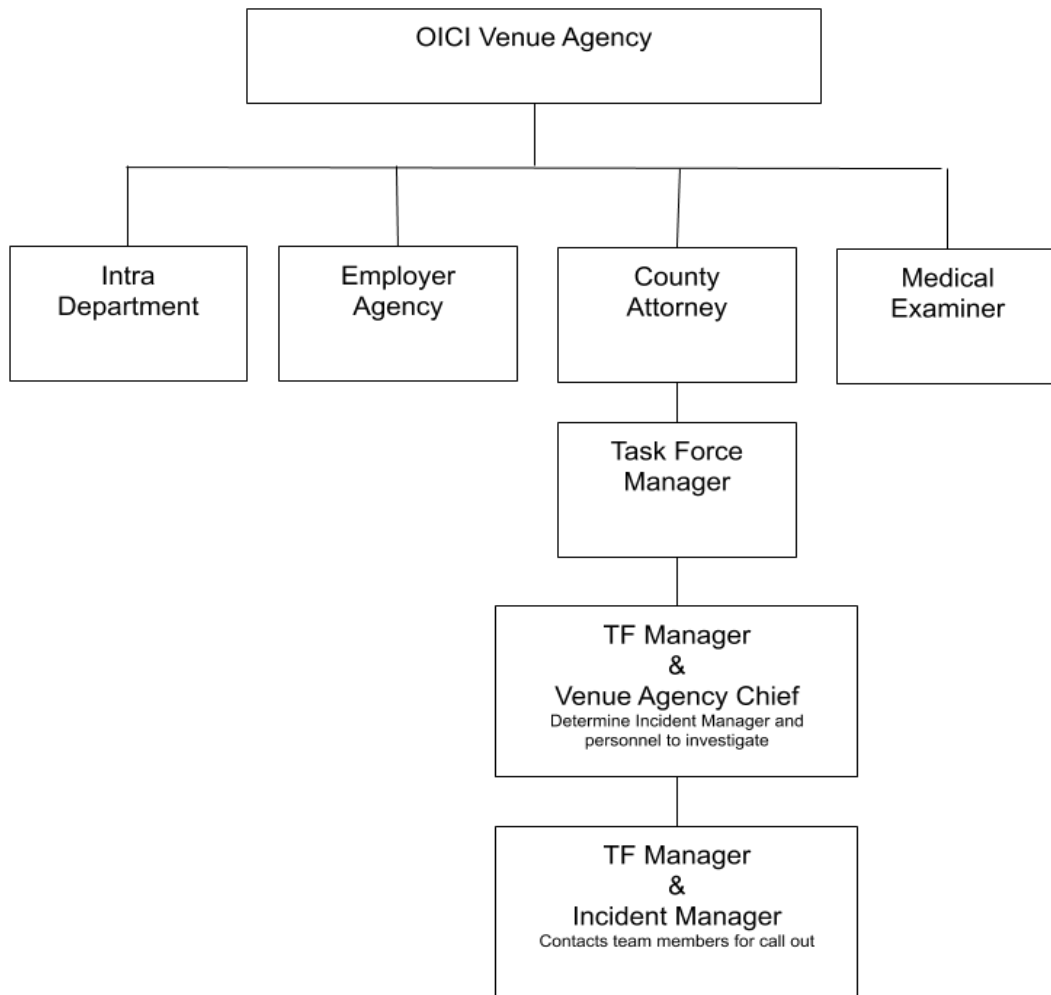 OICI Venue Agency
Intra
Department
Employer
Agency
County
Attorney
Medical
Examiner
Task Force
Manager
TF Manager
&
Venue Agency Chief
Determine Incident Manager and
personnel to investigate
TF Manager
&
Incident Manager
Contacts team members for call out